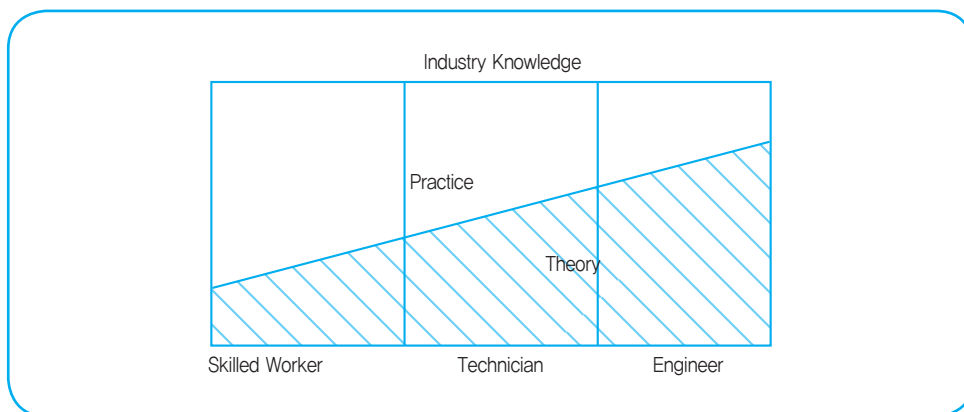 Industry Knowledge
Practice
Theory
Skilled Worker
Technician
Engineer